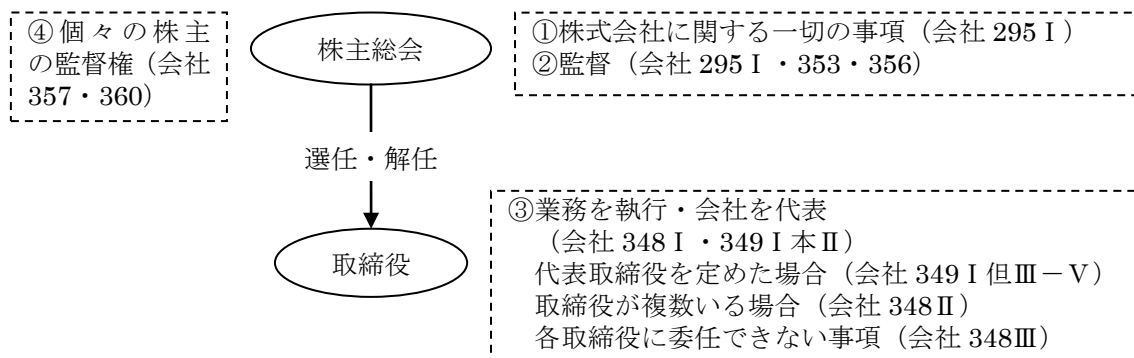 ④個々の株主
の監督権（会社
357・360）
株主総会
①株式会社に関する一切の事項（会社 295Ⅰ）
②監督（会社 295Ⅰ・353・356）
選任・解任
取締役
③業務を執行・会社を代表
（会社 348Ⅰ・349Ⅰ本Ⅱ）
代表取締役を定めた場合（会社 349Ⅰ但Ⅲ－Ⅴ）
取締役が複数いる場合（会社 348Ⅱ）
各取締役に委任できない事項（会社 348Ⅲ）